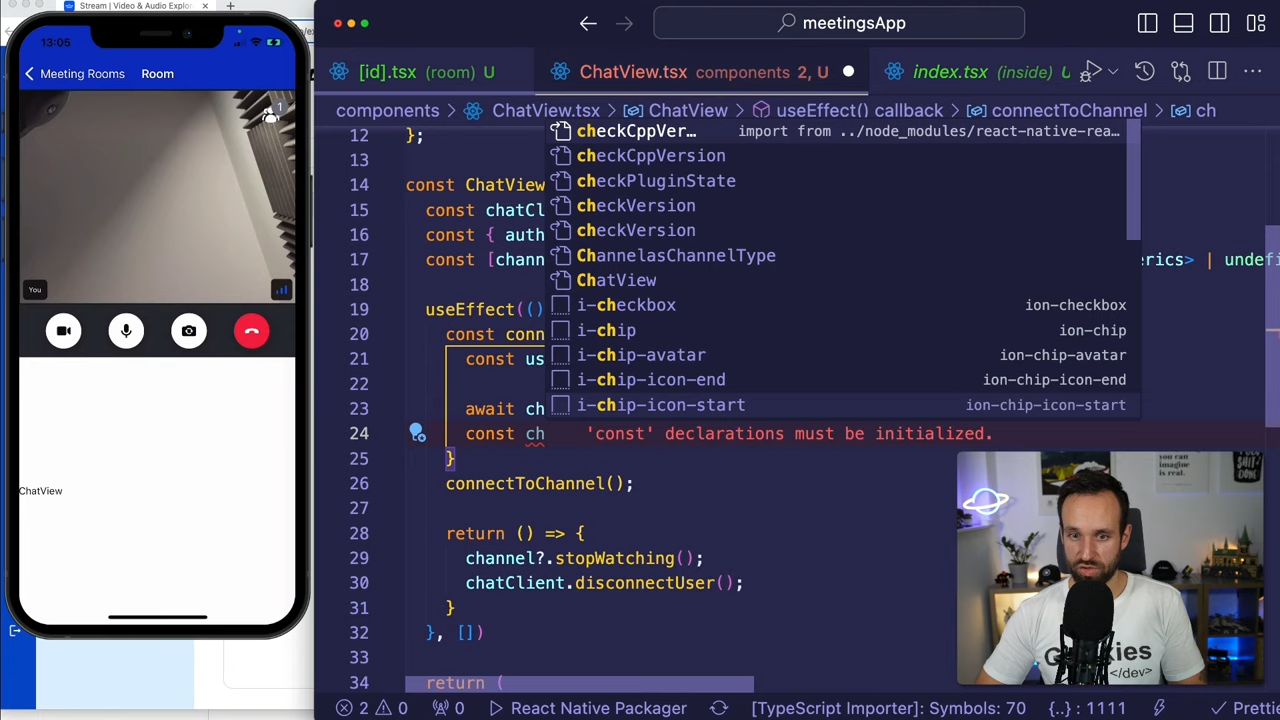 Stream | Video & Audio Explor
meetingsApp
13:05
Meeting Rooms Room
1
You
ChatView
[id].tsx (room) U
ChatView.tsx components 2, U
index.tsx (inside) U
components > ChatView.tsx > ChatView > useEffect() callback > connectToChannel > ch
12 };
13
14 const ChatView
15 const chatCl
16 const { auth
17 const [chann
erics> | undefi
18
19 useEffect(()
20 const conn
21 const us
22
23 await ch
24 const ch 'const' declarations must be initialized.
25 }
26 connectToChannel();
27
28 return () => {
29 channel?.stopWatching();
30 chatClient.disconnectUser();
31 }
32 }, [])
33
34 return (
checkCppVer… import from ../node_modules/react-native-rea…
checkCppVersion
checkPluginState
checkVersion
checkVersion
ChannelasChannelType
ChatView
i-checkbox ion-checkbox
i-chip ion-chip
i-chip-avatar ion-chip-avatar
i-chip-icon-end ion-chip-icon-end
i-chip-icon-start ion-chip-icon-start
2 0 0 React Native Packager [TypeScript Importer]: Symbols: 70 {..} : 1111 Prettie
you can
imagine
is real.
</dev>